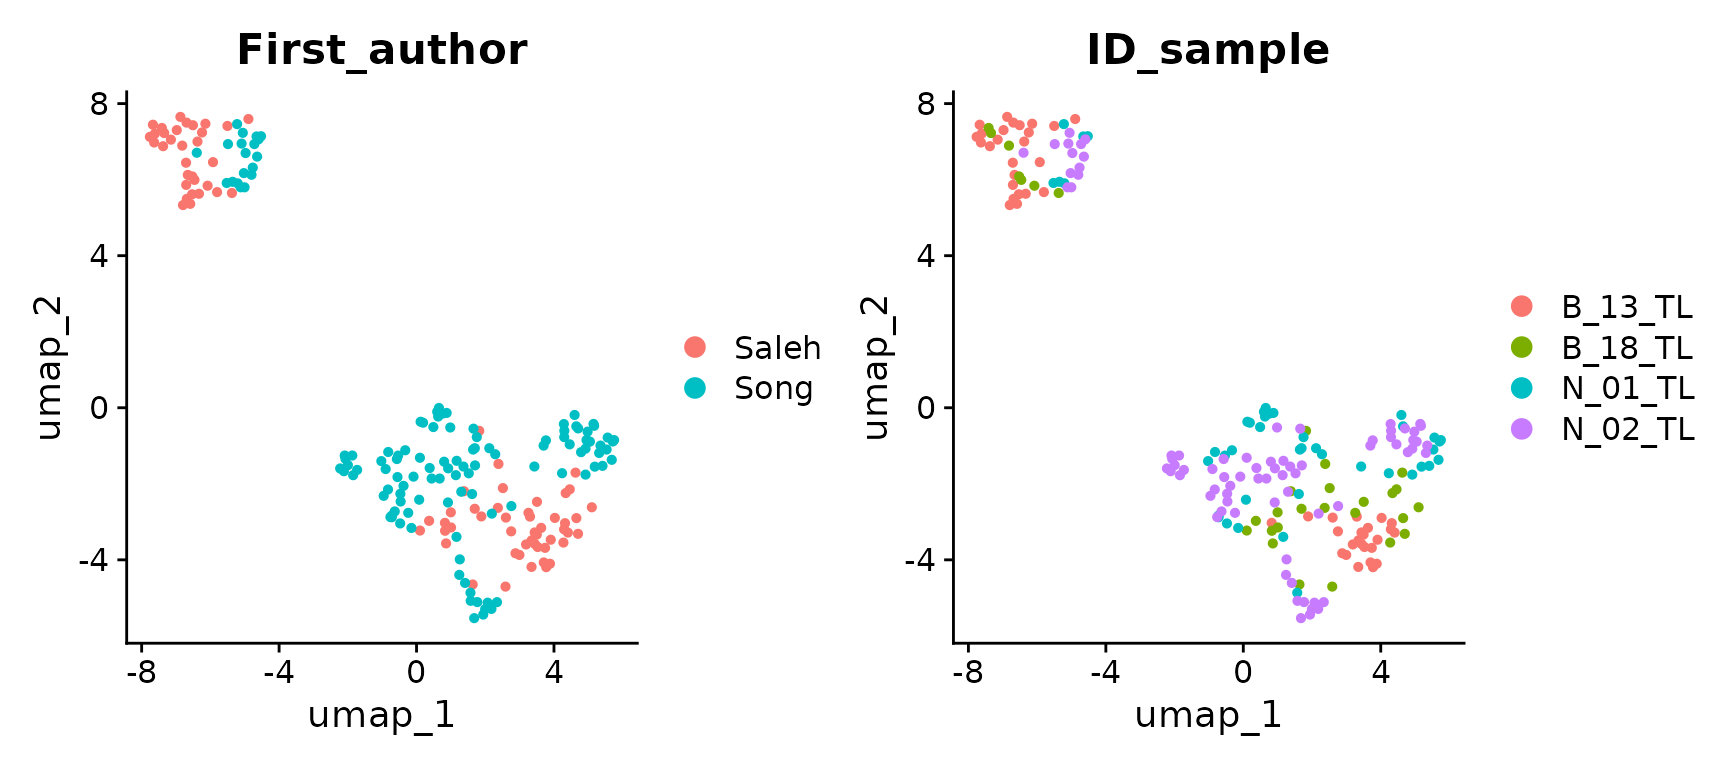 First_author
umap_2
8
4
0
-4
-8
-4
0
4
umap_1
Saleh
Song
ID_sample
umap_2
8
4
0
-4
-8
-4
0
4
umap_1
B_13_TL
B_18_TL
N_01_TL
N_02_TL